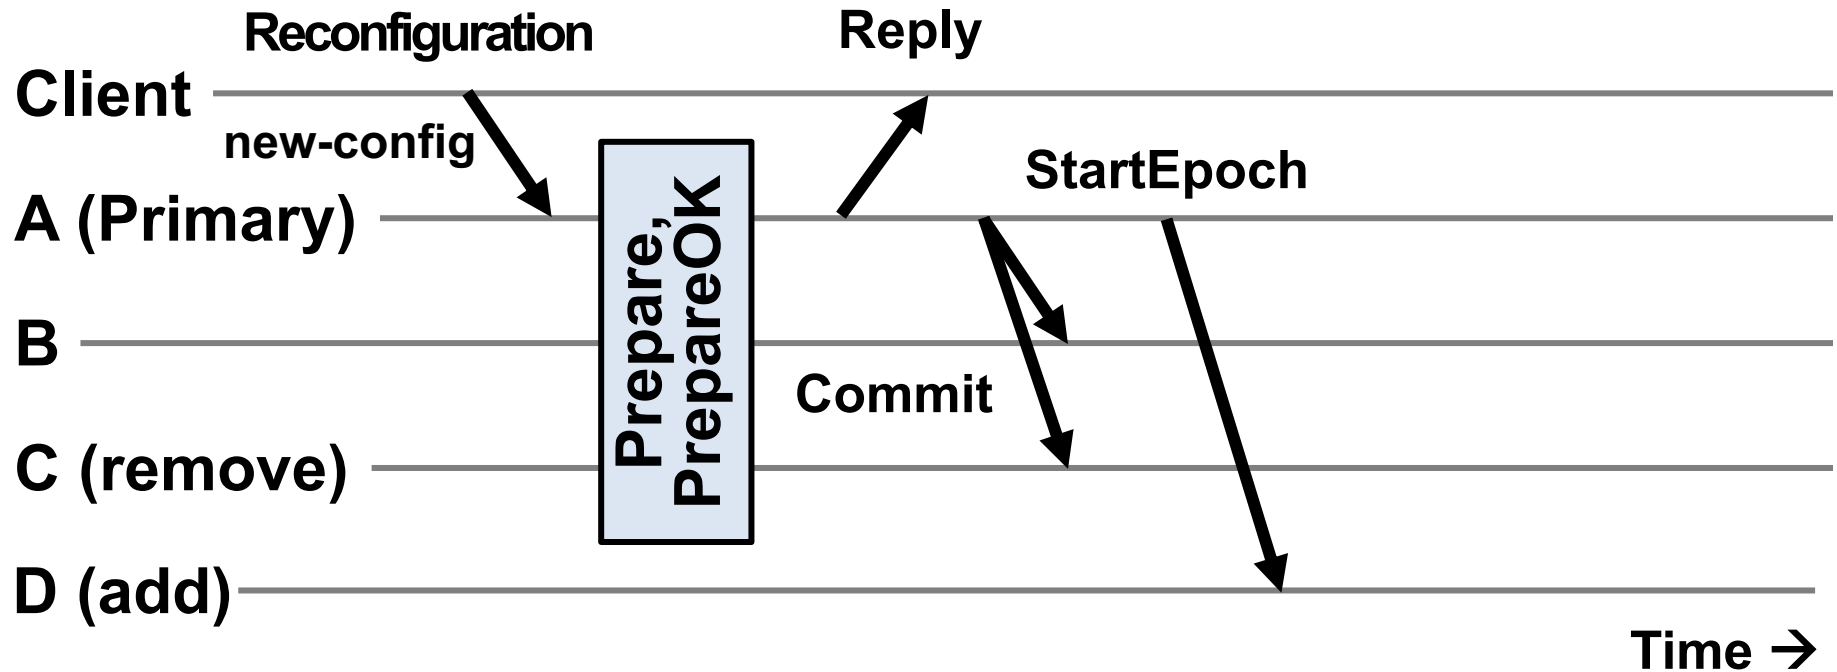 Reconfiguration
Reply
Client
new-config
StartEpoch
A (Primary)
Prepare,
PrepareOK
B
Commit
C (remove)
D (add)
Time →